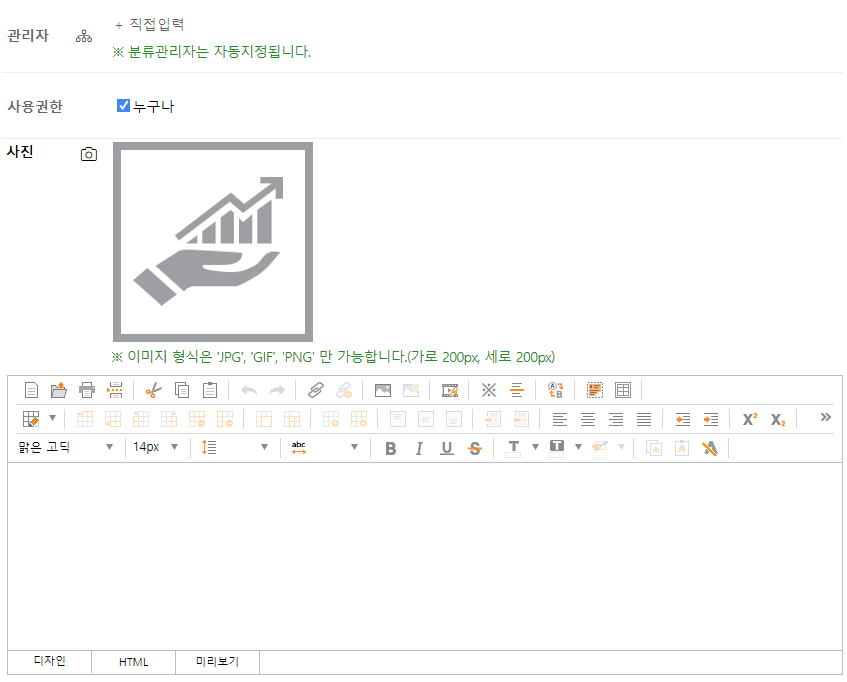 관리자
+ 직접입력
※ 분류관리자는 자동지정됩니다.
사용권한
누구나
사진
※ 이미지 형식은 'JPG', 'GIF', 'PNG' 만 가능합니다.(가로 200px, 세로 200px)
맑은 고딕
14px
abc
B I U S T T A
X² X₂
디자인 HTML 미리보기